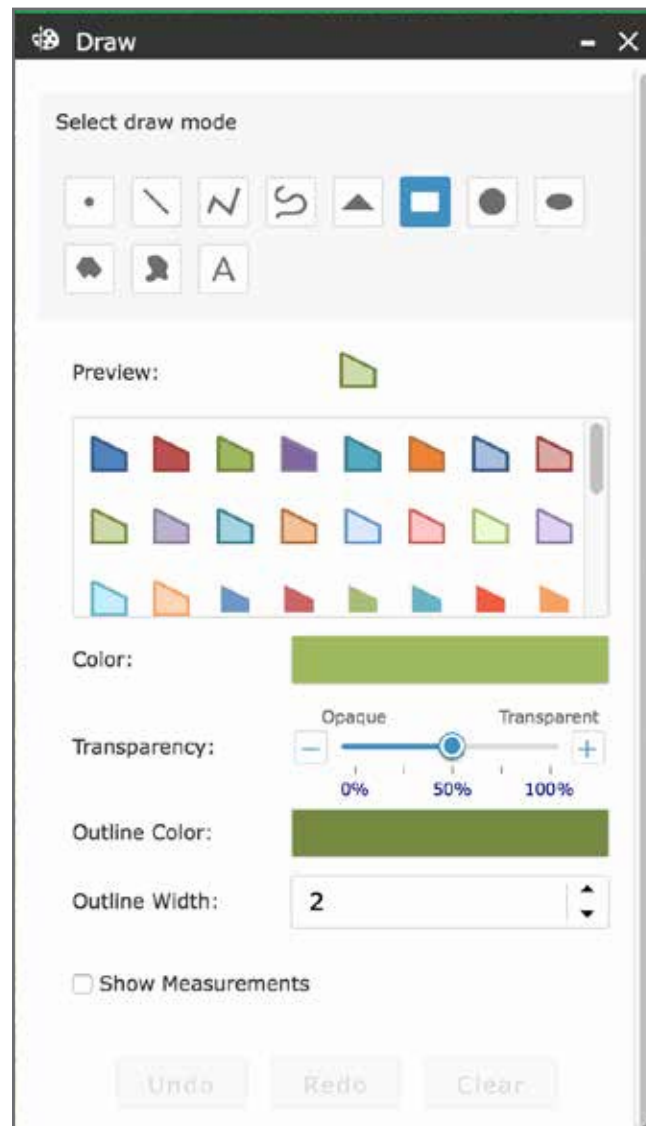 Draw
Select draw mode
A
Preview:
Color:
Opaque Transparent
Transparency:
0% 50% 100%
Outline Color:
Outline Width: 2
Show Measurements
Undo Redo Clear